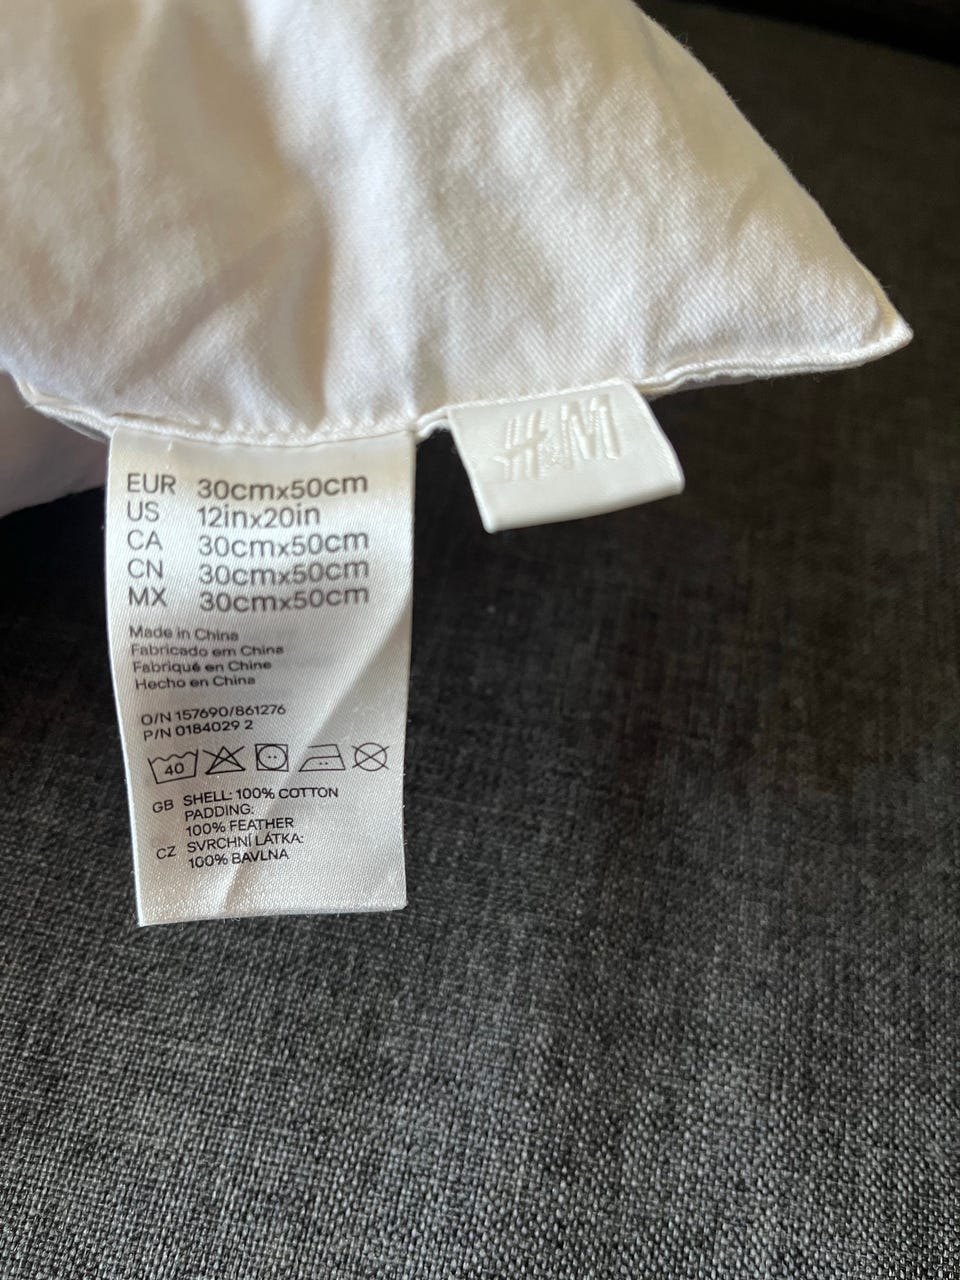 H&M
EUR 30cmx50cm
US 12inx20in
CA 30cmx50cm
CN 30cmx50cm
MX 30cmx50cm
Made in China
Fabricado em China
Fabriqué en Chine
Hecho en China
O/N 157690/861276
P/N 0184029 2
40
GB SHELL: 100% COTTON
PADDING:
100% FEATHER
CZ SVRCHNÍ LÁTKA:
100% BAVLNA